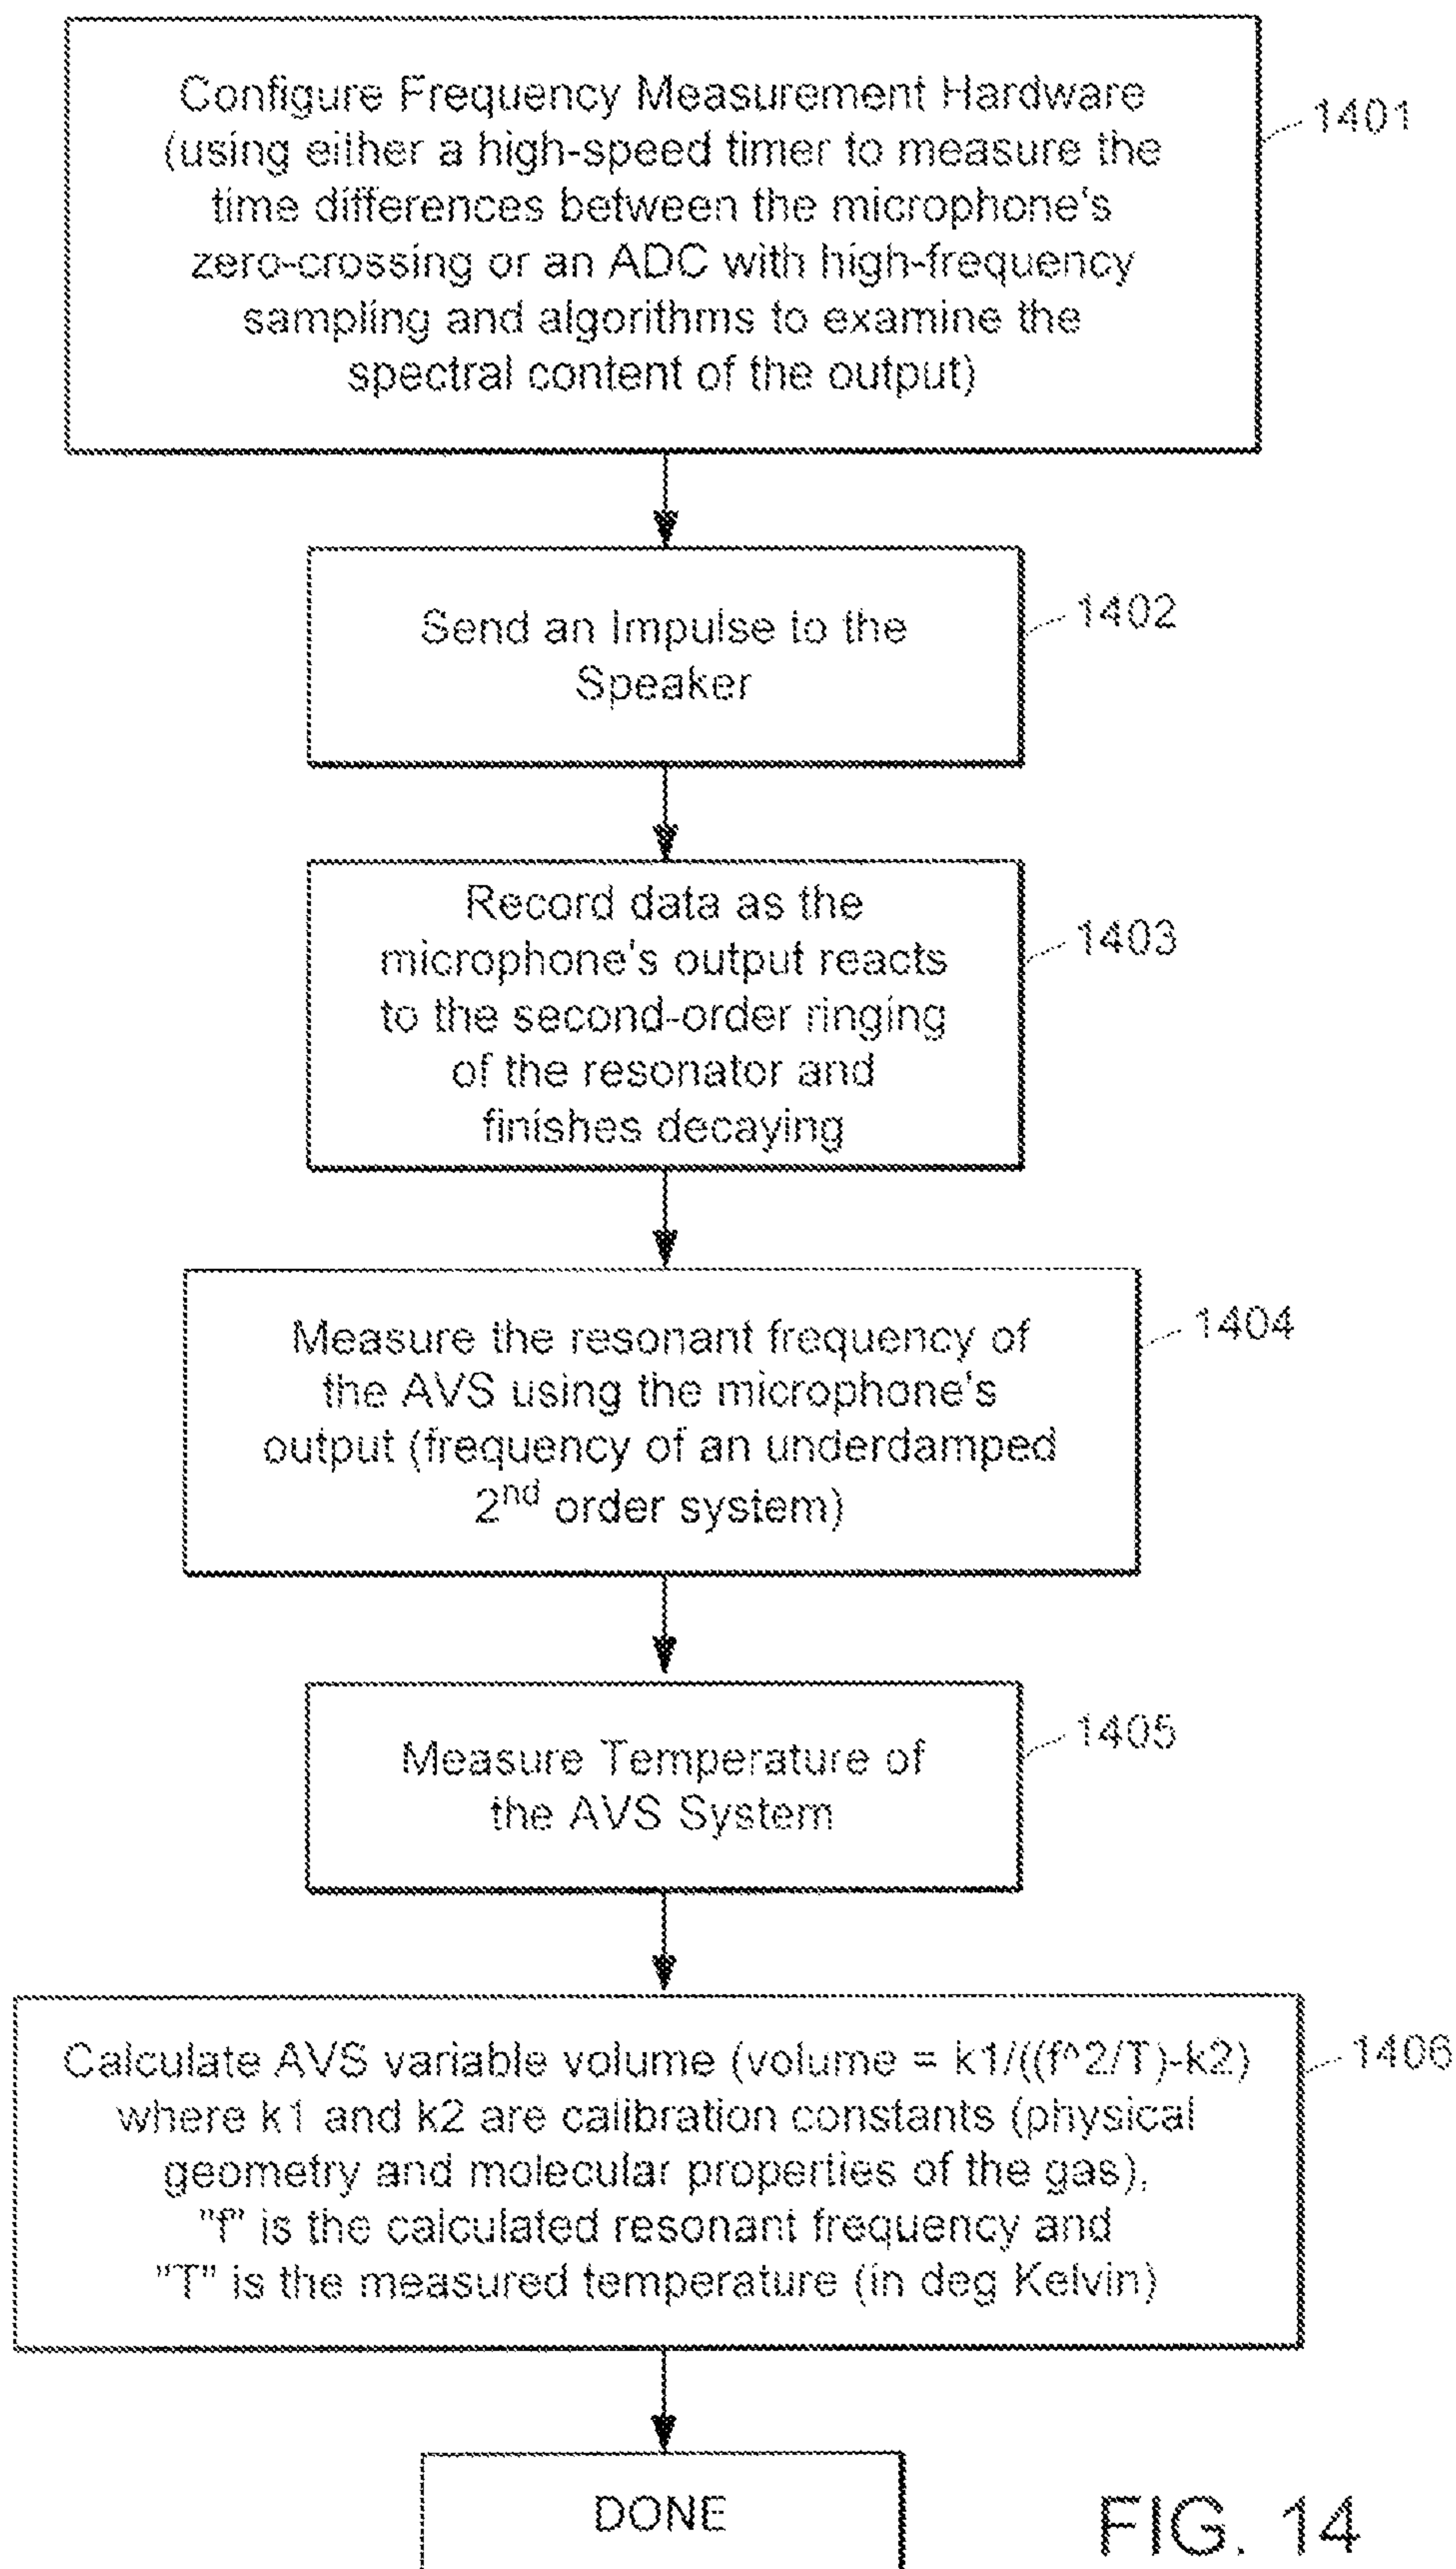 Configure Frequency Measurement Hardware
(using either a high-speed timer to measure the
time differences between the microphone's
zero-crossing or an ADC with high-frequency
sampling and algorithms to examine the
spectral content of the output)
1401
Send an Impulse to the
Speaker
1402
Record data as the
microphone's output reacts
to the second-order ringing
of the resonator and
finishes decaying
1403
Measure the resonant frequency of
the AVS using the microphone's
output (frequency of an underdamped
2nd order system)
1404
Measure Temperature of
the AVS System
1405
Calculate AVS variable volume (volume = k1/((f^2/T)-k2)
where k1 and k2 are calibration constants (physical
geometry and molecular properties of the gas),
"f" is the calculated resonant frequency and
"T" is the measured temperature (in deg Kelvin)
1406
DONE
FIG. 14